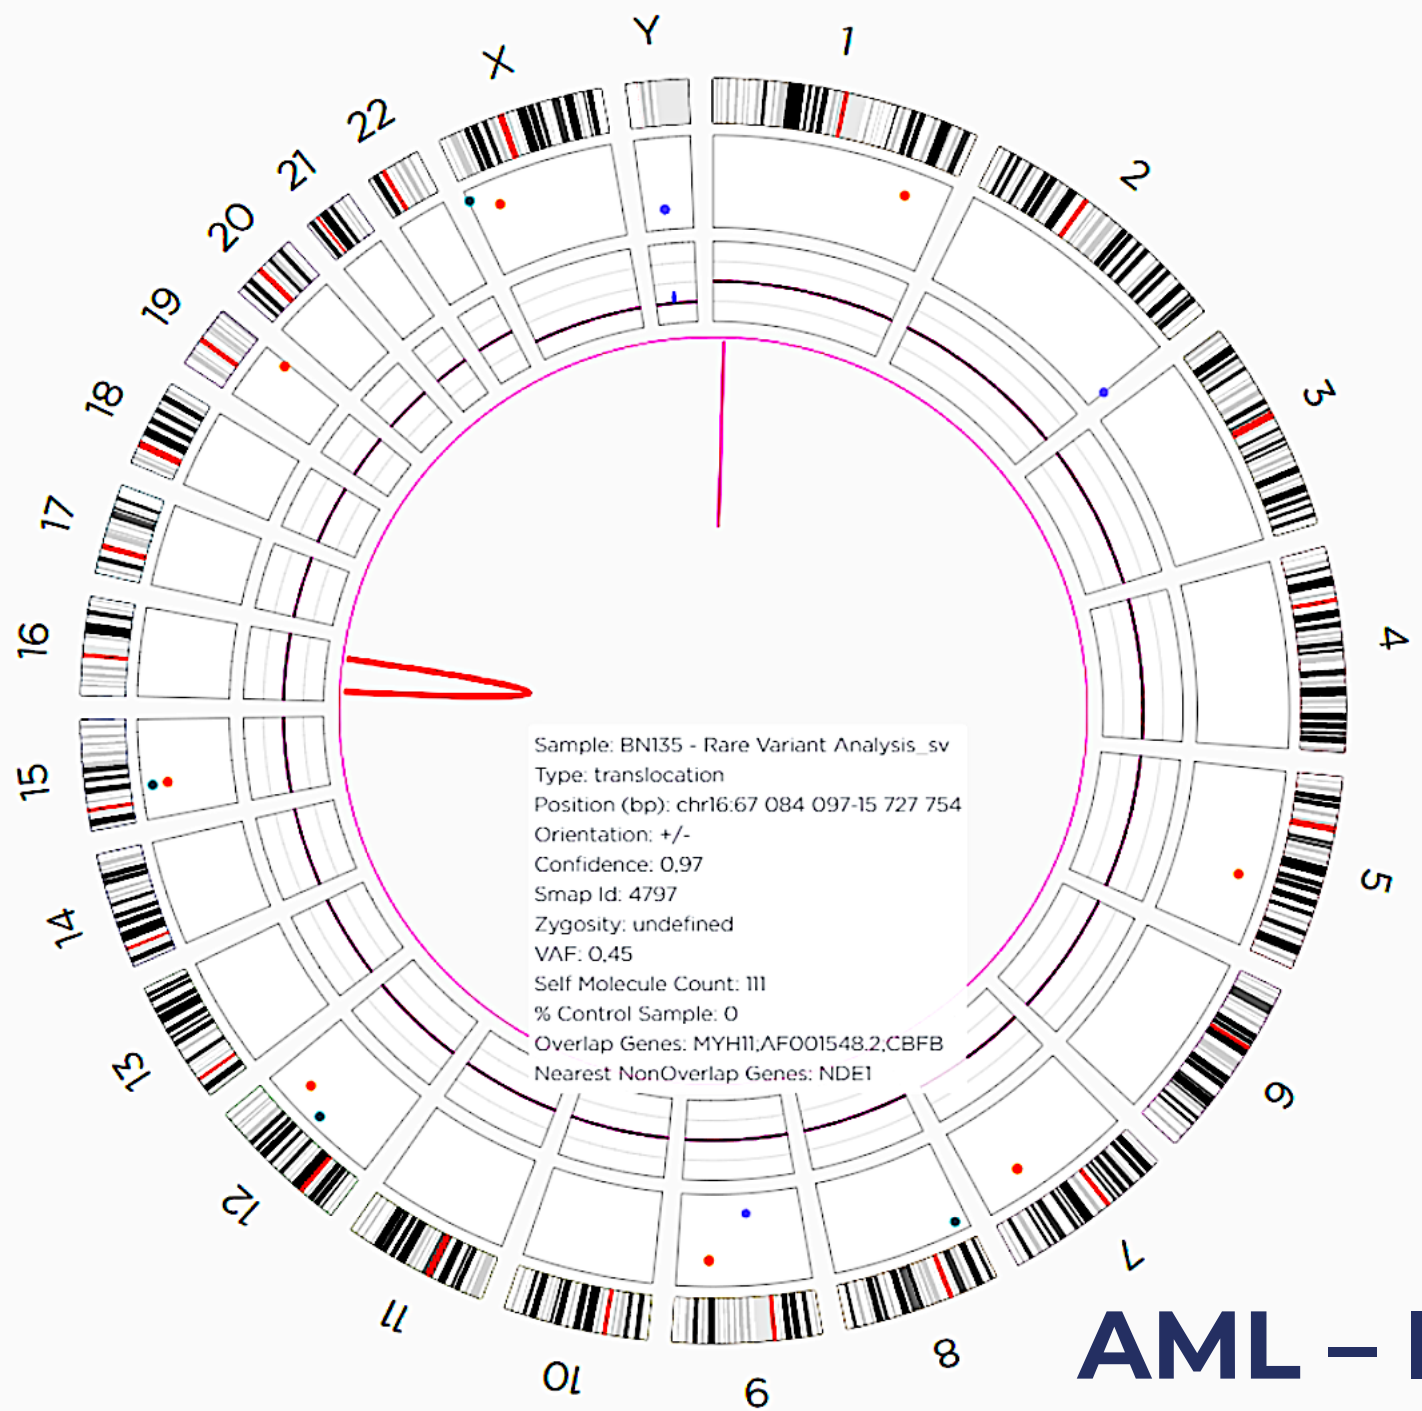 1
2
3
4
5
6
7
8
9
10
11
12
13
14
15
16
17
18
19
20
21
22
X
Y
Sample: BN135 - Rare Variant Analysis_sv
Type: translocation
Position (bp): chr16:67 084 097-15 727 754
Orientation: +/-
Confidence: 0,97
Smap Id: 4797
Zygosity: undefined
VAF: 0,45
Self Molecule Count: 111
% Control Sample: 0
Overlap Genes: MYH11;AF001548.2;CBFB
Nearest NonOverlap Genes: NDE1
AML –